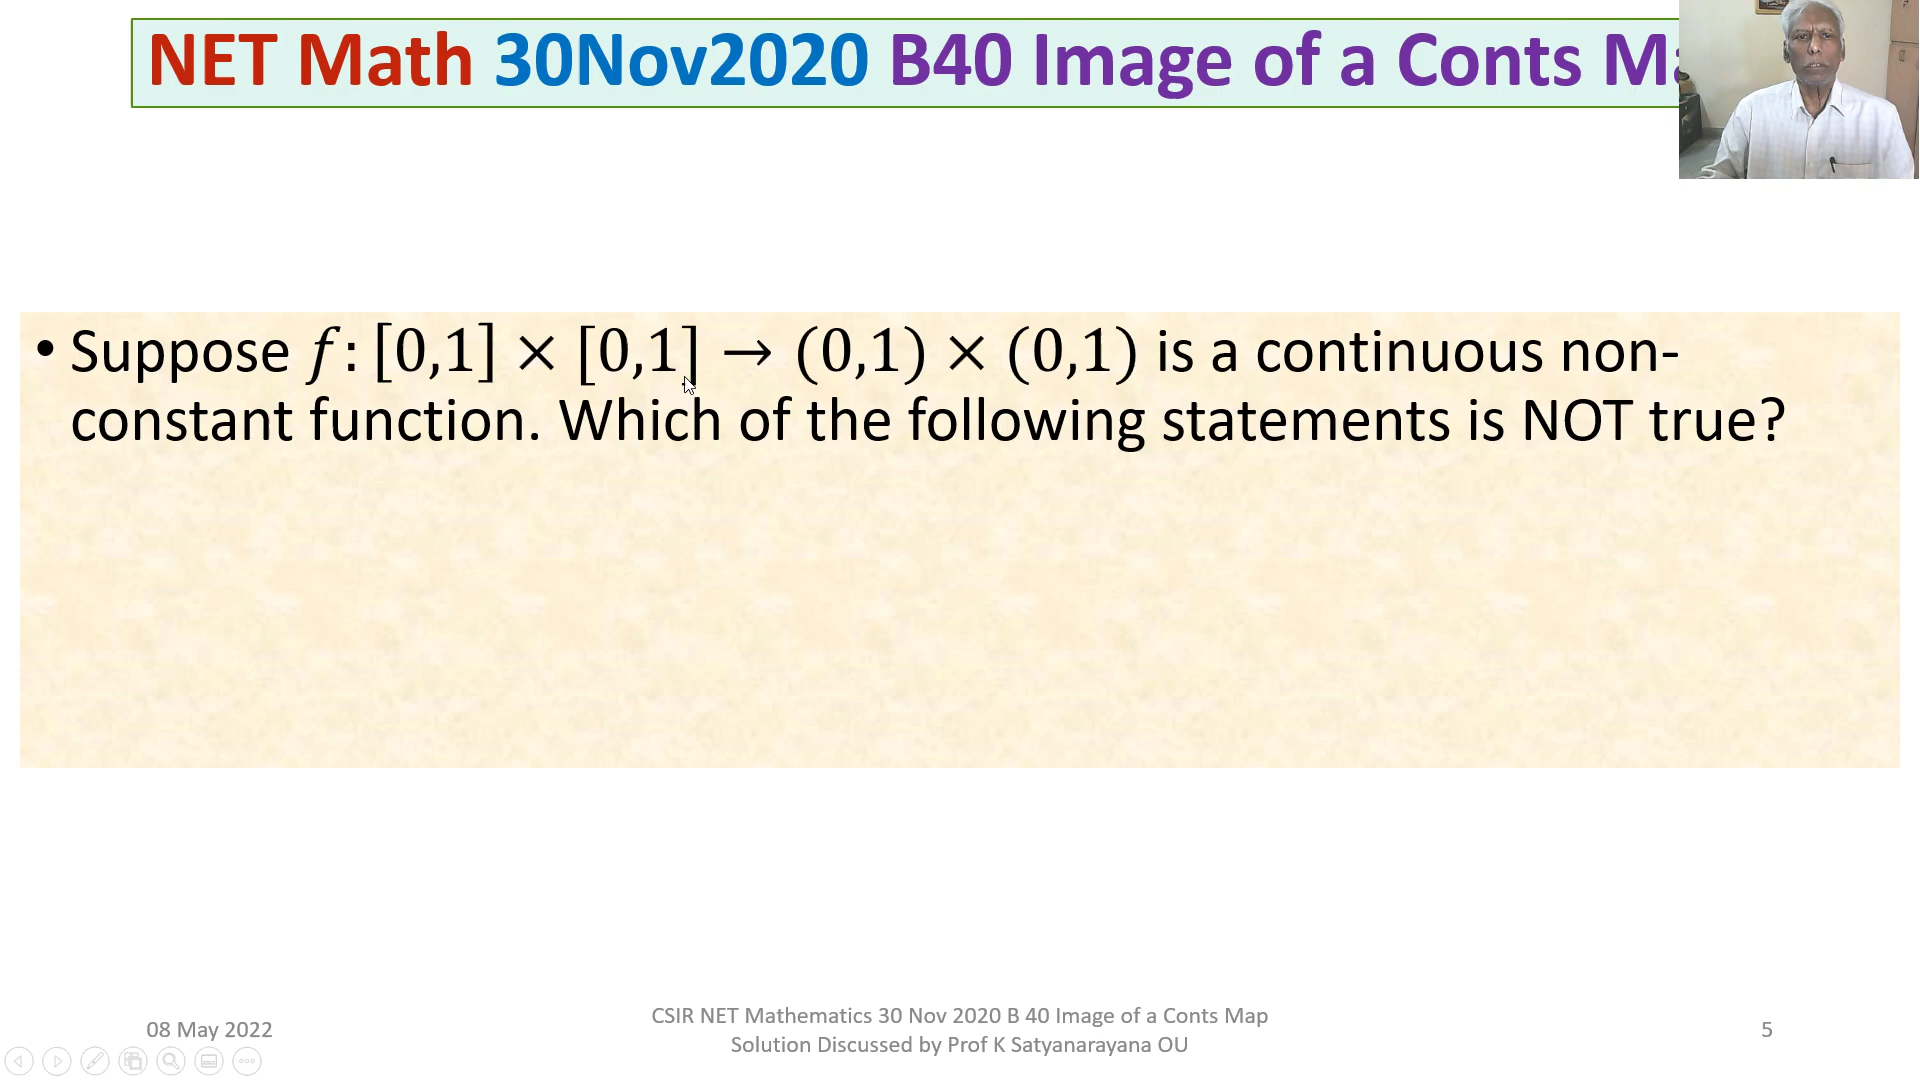 NET Math 30Nov2020 B40 Image of a Conts
• Suppose f: [0,1] × [0,1] → (0,1) × (0,1) is a continuous non-
constant function. Which of the following statements is NOT true?
08 May 2022
CSIR NET Mathematics 30 Nov 2020 B 40 Image of a Conts Map
Solution Discussed by Prof K Satyanarayana OU
5